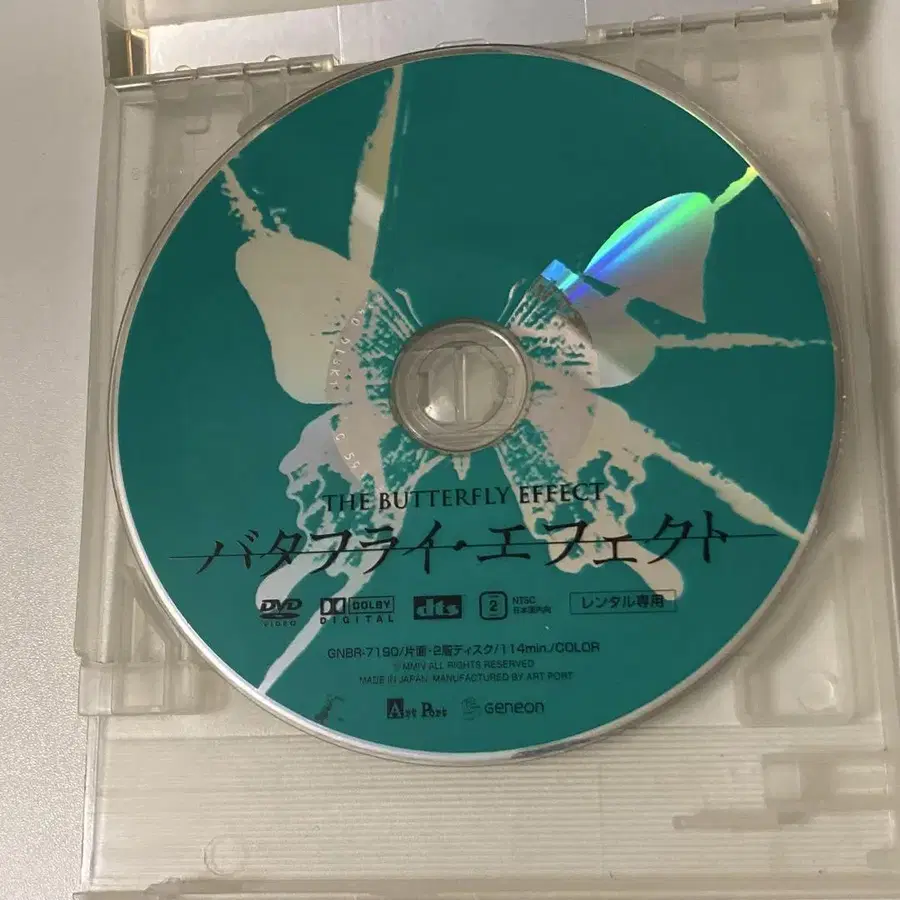 THE BUTTERFLY EFFECT
バタフライ・エフェクト
DVD VIDEO
DOLBY DIGITAL
dts
2
NTSC
日本国内向
レンタル専用
GNBR-7190/片面・2層ディスク/114min./COLOR
© MMIV ALL RIGHTS RESERVED
MADE IN JAPAN. MANUFACTURED BY ART PORT
Art Port
GENEON